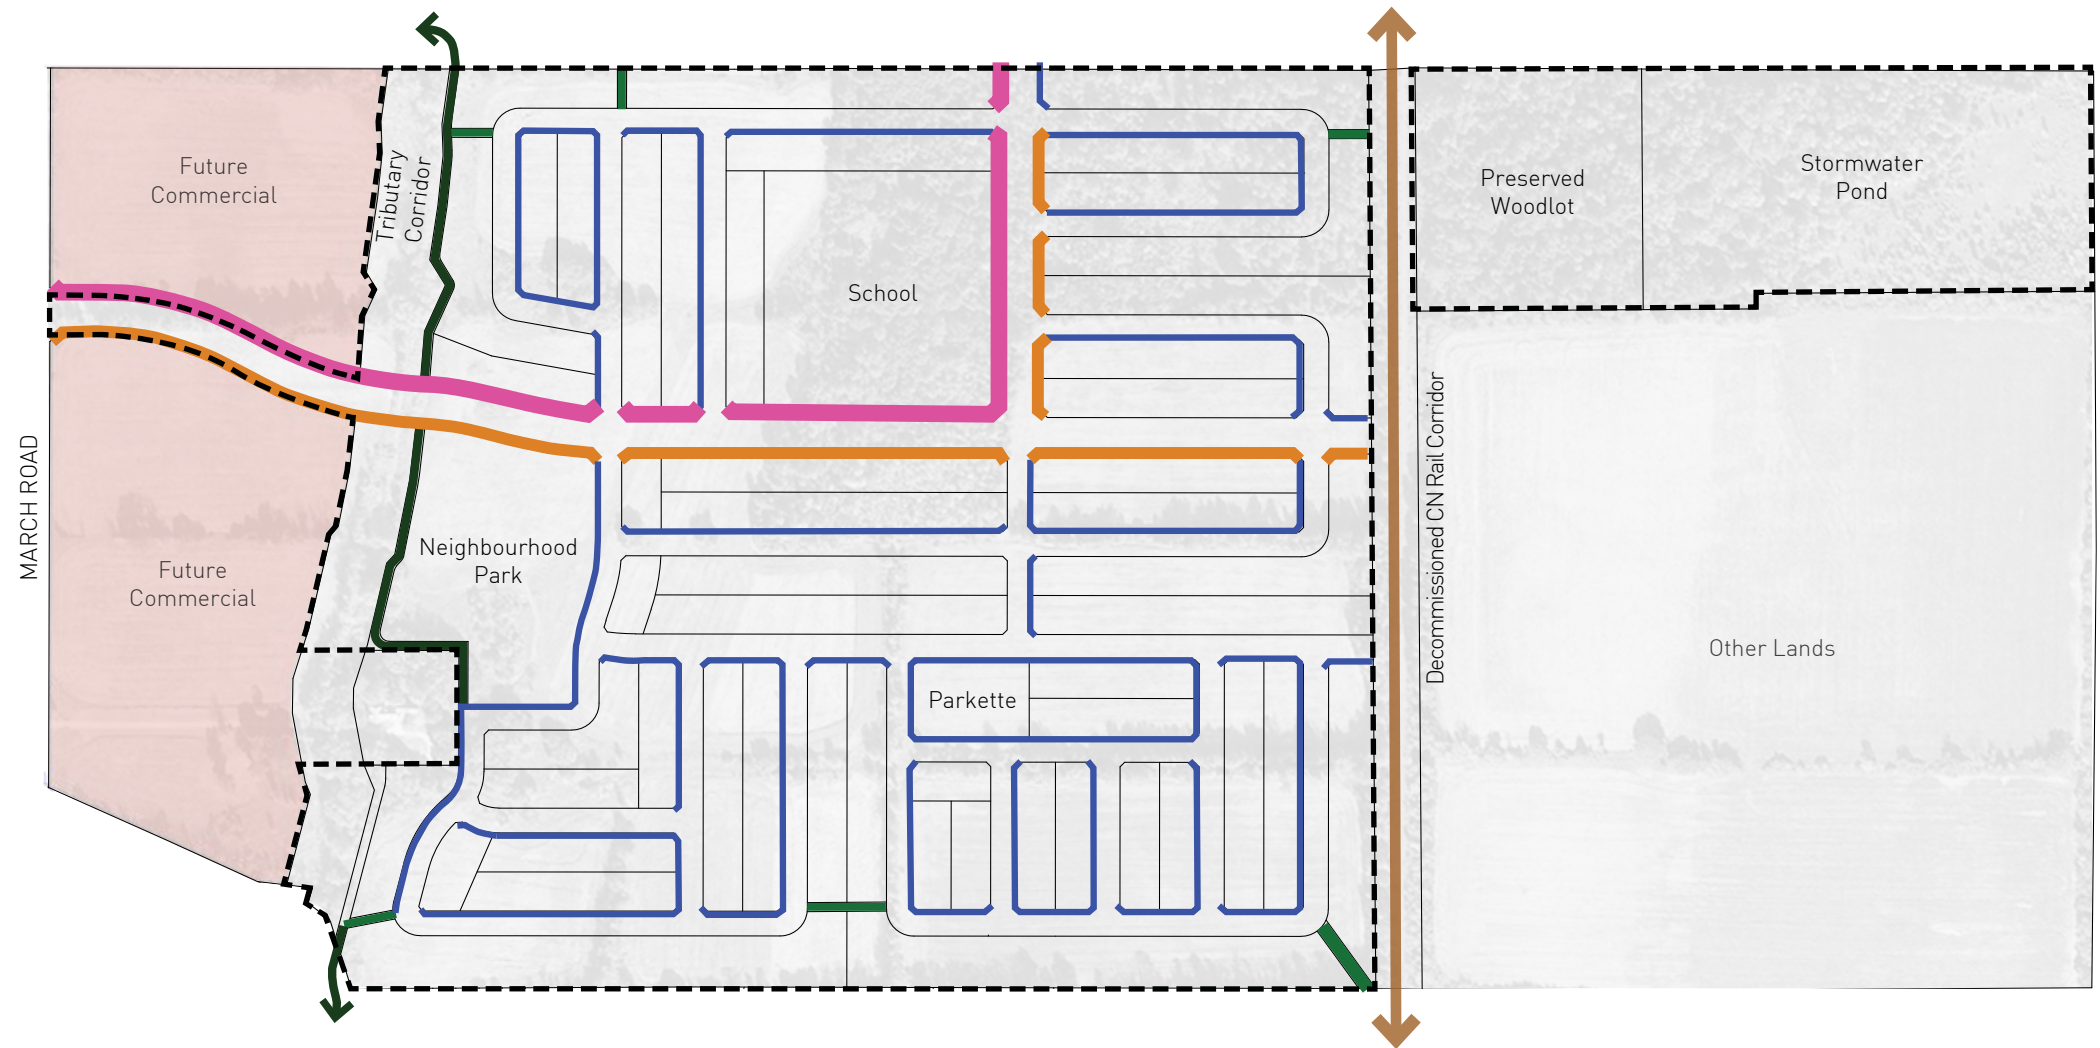 Future
Commercial
Tributary
Corridor
Preserved
Woodlot
Stormwater
Pond
School
MARCH ROAD
Decommissioned CN Rail Corridor
Neighbourhood
Park
Future
Commercial
Other Lands
Parkette